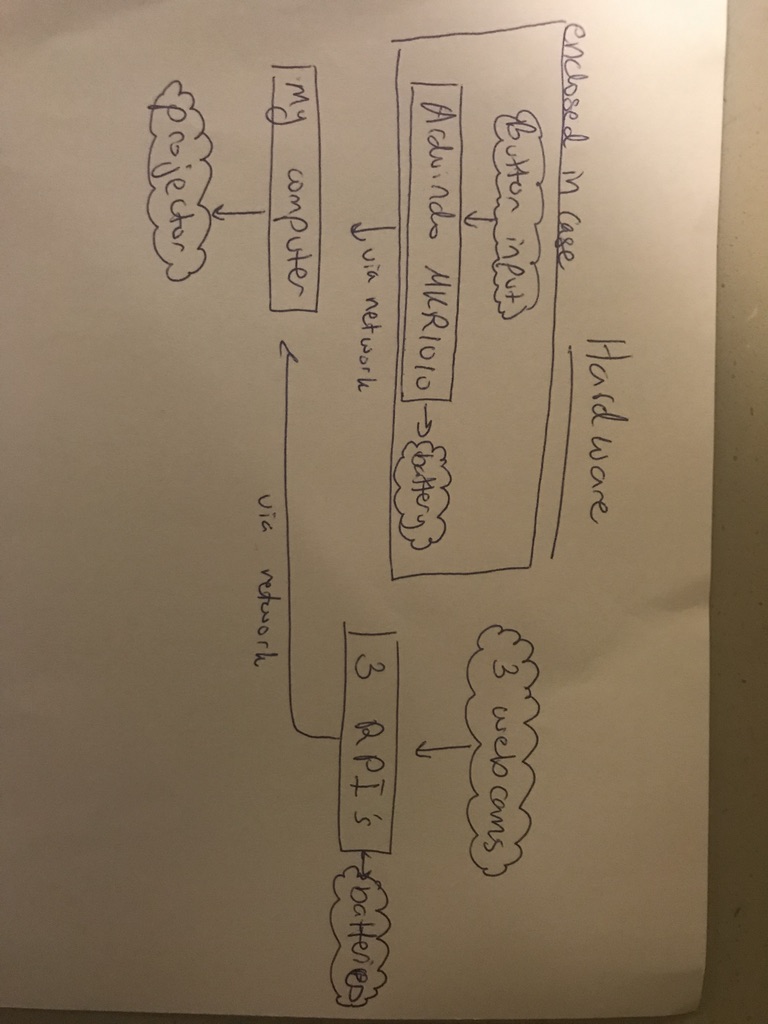 Hardware
enclosed in case
Button input
Arduindo MKR1010
battery
via network
My computer
projector
3 webcams
3 RPI's
batteries
via network